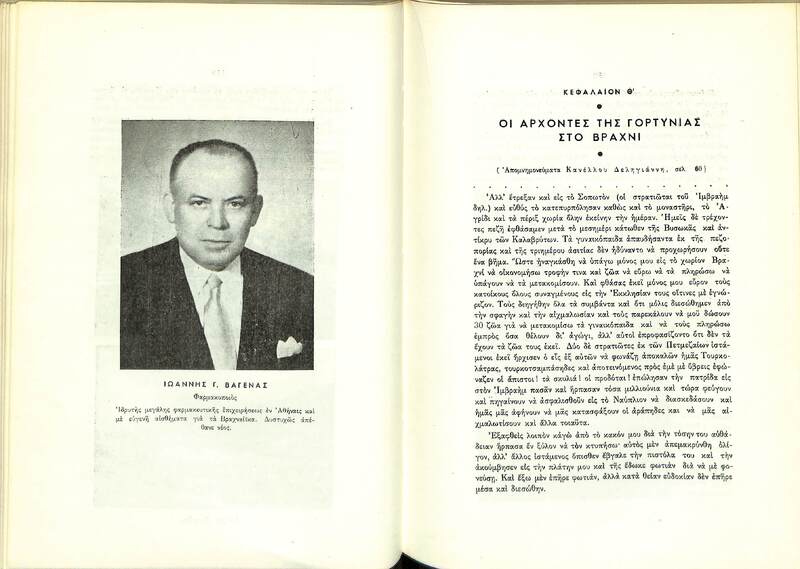 ΙΩΑΝΝΗΣ Γ. ΒΑΓΕΝΑΣ
Φαρμακοποιὸς
Ἱδρυτὴς μεγάλης φαρμακευτικῆς ἐπιχειρήσεως ἐν Ἀθήναις καὶ
μὲ εὐγενῆ αἰσθήματα γιὰ τὰ Βραχνέϊκα. Δυστυχῶς ἀπέ-
θανε νέος.
ΚΕΦΑΛΑΙΟΝ Θ'
ΟΙ ΑΡΧΟΝΤΕΣ ΤΗΣ ΓΟΡΤΥΝΙΑΣ
ΣΤΟ ΒΡΑΧΝΙ
(Ἀπομνημονεύματα Κανέλλου Δεληγιάννη, σελ 60)
Ἀλλ' ἔτρεξαν καὶ εἰς τὸ Σοπωτὸν (οἱ στρατιῶται τοῦ Ἰμβραὴμ
δηλ.) καὶ εὐθὺς τὸ κατεπυρπόλησαν καθὼς καὶ τὸ μοναστῆρι, τὸ Ἀ-
γρίδι καὶ τὰ πέριξ χωρία ὅλην ἐκείνην τὴν ἡμέραν. Ἡμεῖς δὲ τρέχον-
τες πεζῇ ἐφθάσαμεν μετὰ τὸ μεσημέρι κάτωθεν τῆς Βυσωκᾶς καὶ ἀν-
τίκρυ τῶν Καλαβρύτων. Τὰ γυναικόπαιδα ἀπαυδήσαντα ἐκ τῆς πεζο-
πορίας καὶ τῆς τριημέρου ἀσιτίας δὲν ἠδύναντο νὰ προχωρήσουν οὔτε
ἕνα βῆμα. Ὥστε ἠναγκάσθη νὰ ὑπάγω μόνος μου εἰς τὸ χωρίον Βρα-
χνὶ νὰ οἰκονομήσω τροφήν τινα καὶ ζῶα νὰ εὕρω νὰ τὰ πληρώσω νὰ
ὑπάγουν νὰ τὰ μετακομίσουν. Καὶ φθάσας ἐκεῖ μόνος μου εὗρον τοὺς
κατοίκους ὅλους συναγμένους εἰς τὴν Ἐκκλησίαν τους οἵτινες μὲ ἐγνώ-
ριζον. Τοὺς διηγήθην ὅλα τὰ συμβάντα καὶ ὅτι μόλις διεσώθημεν ἀπὸ
τὴν σφαγὴν καὶ τὴν αἰχμαλωσίαν καὶ τοὺς παρεκάλουν νὰ μοῦ δώσουν
30 ζῶα γιὰ νὰ μετακομίσω τὰ γινακόπαιδα καὶ νὰ τοὺς πληρώσω
ἐμπρὸς ὅσα θέλουν δι' ἀγώγι, ἀλλ' αὐτοὶ ἐπροφασίζοντο ὅτι δὲν τὰ
ἔχουν τὰ ζῶα τους ἐκεῖ. Δύο δὲ στρατιῶτες ἐκ τῶν Πετμεζαίων ἱστά-
μενοι ἐκεῖ ἤρχισεν ὁ εἷς ἐξ αὐτῶν νὰ φωνάζῃ ἀποκαλῶν ἡμᾶς Τουρκο-
λάτρας, τουρκοτσαμπάσηδες καὶ ἀποτεινόμενος πρὸς ἐμὲ μὲ ὕβρεις ἐφώ-
ναζεν οἱ ἄπιστοι! τὰ σκυλιά! οἱ προδόται! ἐπώλησαν τὴν πατρίδα εἰς
στὸν Ἰμβραὴμ πασᾶν καὶ ἥρπασαν τόσα μιλλιούνια καὶ τώρα φεύγουν
καὶ πηγαίνουν νὰ ἀσφαλισθοῦν εἰς τὸ Ναύπλιον νὰ διασκεδάσουν καὶ
ἡμᾶς μᾶς ἀφήνουν νὰ μᾶς κατασφάξουν οἱ ἀράπηδες καὶ νὰ μᾶς αἰ-
χμαλωτίσουν καὶ ἄλλα τοιαῦτα.
Ἐξαφθεὶς λοιπὸν κἀγὼ ἀπὸ τὸ κακόν μου διὰ τὴν τόσην του αὐθά-
δειαν ἥρπασα ἓν ξύλον νὰ τὸν κτυπήσω· αὐτὸς μὲν ἀπεμακρύνθη ὀλί-
γον, ἀλλ' ἄλλος ἱστάμενος ὄπισθεν ἔβγαλε τὴν πιστόλα του καὶ τὴν
ἀκούμβησεν εἰς τὴν πλάτην μου καὶ τῆς ἔδωκε φωτιάν διὰ νὰ μὲ φο-
νεύσῃ. Καὶ ἔξω μὲν ἐπῆρε φωτιάν, ἀλλὰ κατὰ θείαν εὐδοκίαν δὲν ἐπῆρε
μέσα καὶ διεσώθην.